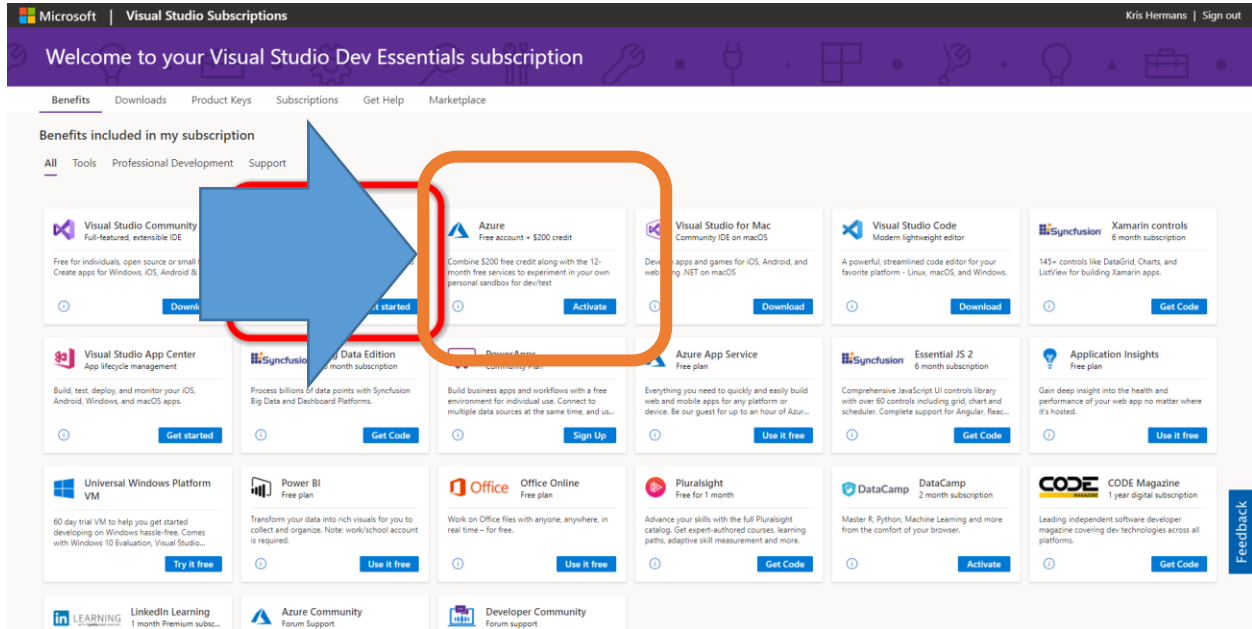 Microsoft | Visual Studio Subscriptions
Kris Hermans | Sign out
Welcome to your Visual Studio Dev Essentials subscription
Benefits Downloads Product Keys Subscriptions Get Help Marketplace
Benefits included in my subscription
All Tools Professional Development Support
Visual Studio Community
Full-featured, extensible IDE
Free for individuals, open source or small
Create apps for Windows, iOS, Android &
started
Azure
Free account + $200 credit
Combine $200 free credit along with the 12-
month free services to experiment in your own
personal sandbox for dev/test
Activate
Visual Studio for Mac
Community IDE on macOS
apps and games for iOS, Android, and
.NET on macOS
Download
Visual Studio Code
Modern lightweight editor
A powerful, streamlined code editor for your
favorite platform - Linux, macOS, and Windows.
Download
Syncfusion
Xamarin controls
6 month subscription
145+ controls like DataGrid, Charts, and
ListView for building Xamarin apps.
Get Code
Visual Studio App Center
App lifecycle management
Build, test, deploy, and monitor your iOS,
Android, Windows, and macOS apps.
Get started
Data Edition
month subscription
Process billions of data points with Syncfusion
Big Data and Dashboard Platforms.
Get Code
PowerApps
Community Plan
Build business apps and workflows with a free
environment for individual use. Connect to
multiple data sources at the same time, and us...
Sign Up
Azure App Service
Free plan
Everything you need to quickly and easily build
web and mobile apps for any platform or
device. Be our guest for up to an hour of Azur...
Use it free
Syncfusion
Essential JS 2
6 month subscription
Comprehensive JavaScript UI controls library
with over 60 controls including grid, chart and
scheduler. Complete support for Angular, Reac...
Get Code
Application Insights
Free plan
Gain deep insight into the health and
performance of your web app no matter where
it's hosted.
Use it free
Universal Windows Platform
VM
60 day trial VM to help you get started
developing on Windows hassle-free. Comes
with Windows 10 Evaluation, Visual Studio...
Try it free
Power BI
Free plan
Transform your data into rich visuals for you to
collect and organize. Note: work/school account
is required.
Use it free
Office
Office Online
Free plan
Work on Office files with anyone, anywhere, in
real time – for free.
Use it free
Pluralsight
Free for 1 month
Advance your skills with the full Pluralsight
catalog. Get expert-authored courses, learning
paths, adaptive skill measurement and more.
Get Code
DataCamp
DataCamp
2 month subscription
Master R, Python, Machine Learning and more
from the comfort of your browser.
Activate
CODE
MAGAZINE
CODE Magazine
1 year digital subscription
Leading independent software developer
magazine covering dev technologies across all
platforms.
Get Code
Feedback
in LEARNING
LinkedIn Learning
1 month Premium subsc...
Azure Community
Forum Support
Developer Community
Forum support